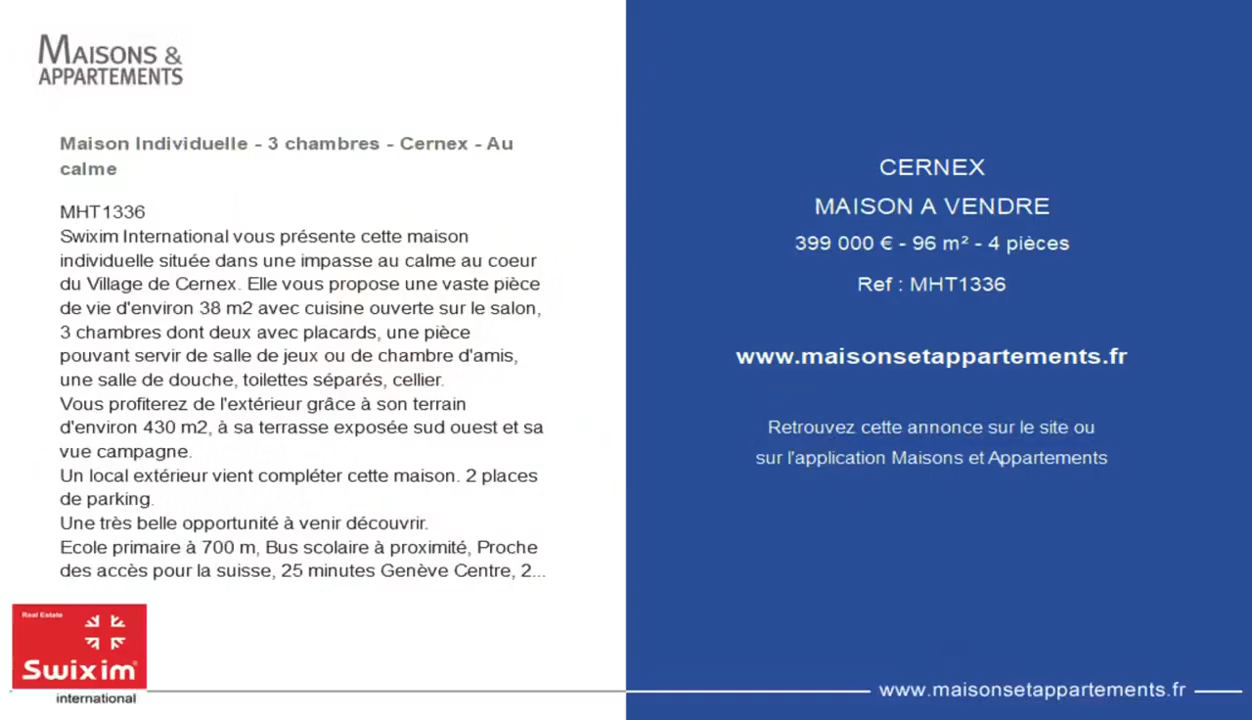 MAISONS &
APPARTEMENTS
Maison Individuelle - 3 chambres - Cernex - Au
calme
MHT1336
Swixim International vous présente cette maison
individuelle située dans une impasse au calme au coeur
du Village de Cernex. Elle vous propose une vaste pièce
de vie d'environ 38 m2 avec cuisine ouverte sur le salon,
3 chambres dont deux avec placards, une pièce
pouvant servir de salle de jeux ou de chambre d'amis,
une salle de douche, toilettes séparés, cellier.
Vous profiterez de l'extérieur grâce à son terrain
d'environ 430 m2, à sa terrasse exposée sud ouest et sa
vue campagne.
Un local extérieur vient compléter cette maison. 2 places
de parking.
Une très belle opportunité à venir découvrir.
Ecole primaire à 700 m, Bus scolaire à proximité, Proche
des accès pour la suisse, 25 minutes Genève Centre, 2...
Real Estate
Swixim
international
CERNEX
MAISON A VENDRE
399 000 € - 96 m² - 4 pièces
Ref : MHT1336
www.maisonsetappartements.fr
Retrouvez cette annonce sur le site ou
sur l'application Maisons et Appartements
www.maisonsetappartements.fr